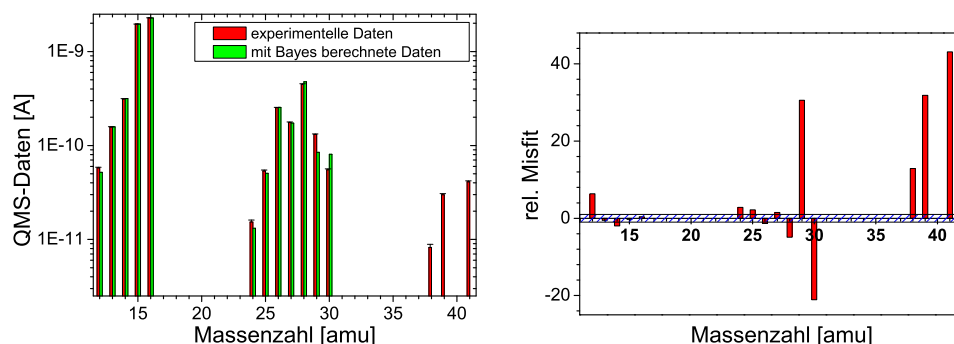 QMS-Daten [A]
1E-9
1E-10
1E-11
experimentelle Daten
mit Bayes berechnete Daten
15 20 25 30 35 40
Massenzahl [amu]
rel. Misfit
40
20
0
-20
15 20 25 30 35 40
Massenzahl [amu]